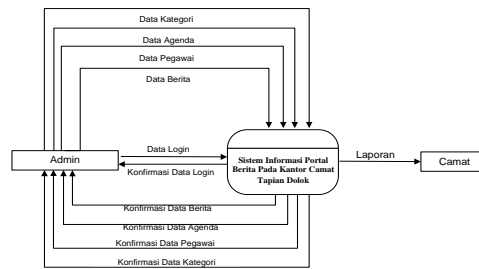 Data Kategori
Data Agenda
Data Pegawai
Data Berita
Admin
Data Login
Konfirmasi Data Login
Sistem Informasi Portal
Berita Pada Kantor Camat
Tapian Dolok
Laporan
Camat
Konfirmasi Data Berita
Konfirmasi Data Agenda
Konfirmasi Data Pegawai
Konfirmasi Data Kategori